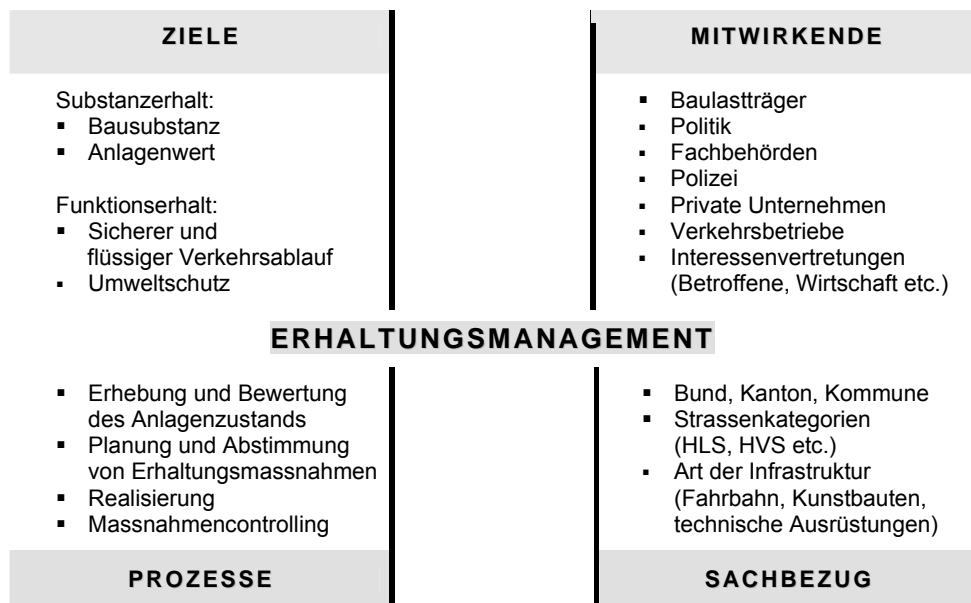 ZIELE
Substanzerhalt:
▪ Bausubstanz
▪ Anlagenwert
Funktionserhalt:
▪ Sicherer und
flüssiger Verkehrsablauf
▪ Umweltschutz
MITWIRKENDE
▪ Baulastträger
▪ Politik
▪ Fachbehörden
▪ Polizei
▪ Private Unternehmen
▪ Verkehrsbetriebe
▪ Interessenvertretungen
(Betroffene, Wirtschaft etc.)
ERHALTUNGSMANAGEMENT
▪ Erhebung und Bewertung
des Anlagenzustands
▪ Planung und Abstimmung
von Erhaltungsmassnahmen
▪ Realisierung
▪ Massnahmencontrolling
PROZESSE
▪ Bund, Kanton, Kommune
▪ Strassenkategorien
(HLS, HVS etc.)
▪ Art der Infrastruktur
(Fahrbahn, Kunstbauten,
technische Ausrüstungen)
SACHBEZUG